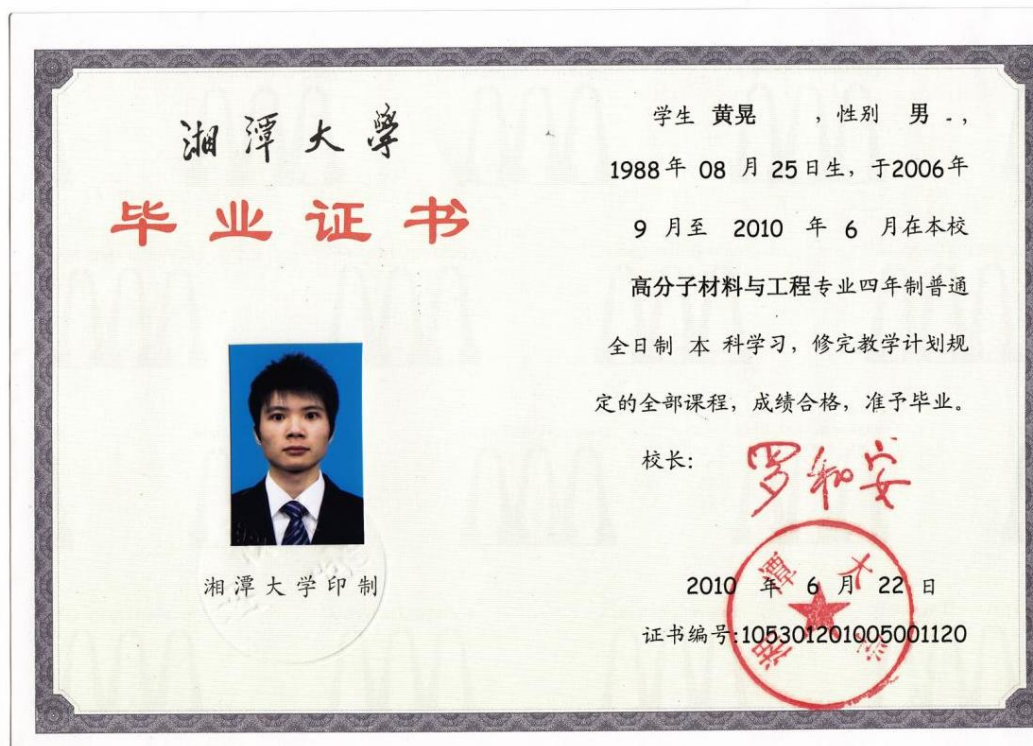 湘潭大學
毕业证书
湘潭大学印制
学生 黄晃 ，性别 男 ，
1988年 08 月 25日生，于2006年
9 月至 2010 年 6 月在本校
高分子材料与工程专业四年制普通
全日制 本 科学习，修完教学计划规
定的全部课程，成绩合格，准予毕业。
校长：罗和安
2010 年 6 月 22 日
证书编号:105301201005001120
湘潭大学